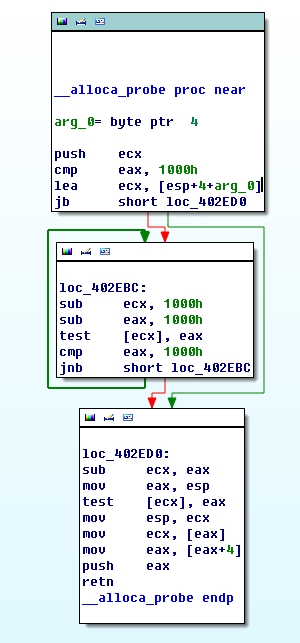 __alloca_probe proc near
arg_0= byte ptr  4
push    ecx
cmp     eax, 1000h
lea     ecx, [esp+4+arg_0]
jb      short loc_402ED0
loc_402EBC:
sub     ecx, 1000h
sub     eax, 1000h
test    [ecx], eax
cmp     eax, 1000h
jnb     short loc_402EBC
loc_402ED0:
sub     ecx, eax
mov     eax, esp
test    [ecx], eax
mov     esp, ecx
mov     ecx, [eax]
mov     eax, [eax+4]
push    eax
retn
__alloca_probe endp